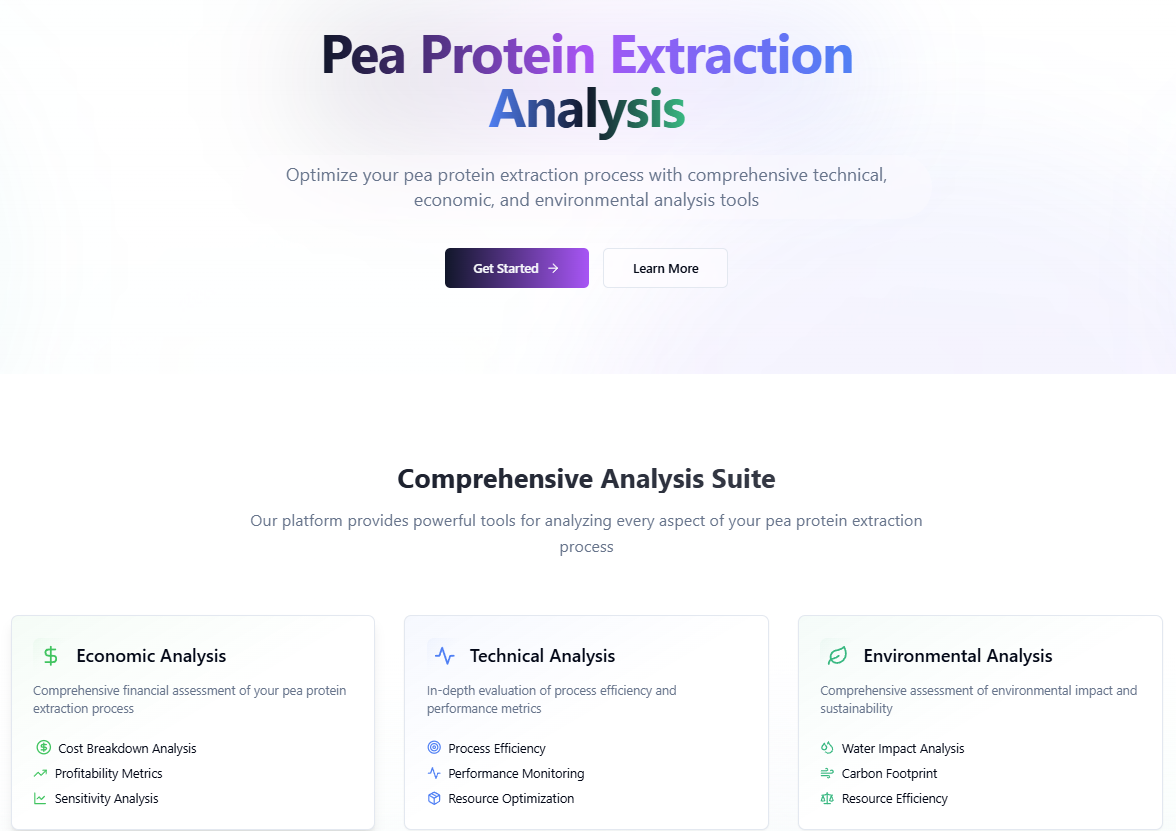 Pea Protein Extraction
Analysis
Optimize your pea protein extraction process with comprehensive technical,
economic, and environmental analysis tools
Get Started
Learn More
Comprehensive Analysis Suite
Our platform provides powerful tools for analyzing every aspect of your pea protein extraction
process
Economic Analysis
Comprehensive financial assessment of your pea protein
extraction process
Cost Breakdown Analysis
Profitability Metrics
Sensitivity Analysis
Technical Analysis
In-depth evaluation of process efficiency and
performance metrics
Process Efficiency
Performance Monitoring
Resource Optimization
Environmental Analysis
Comprehensive assessment of environmental impact and
sustainability
Water Impact Analysis
Carbon Footprint
Resource Efficiency